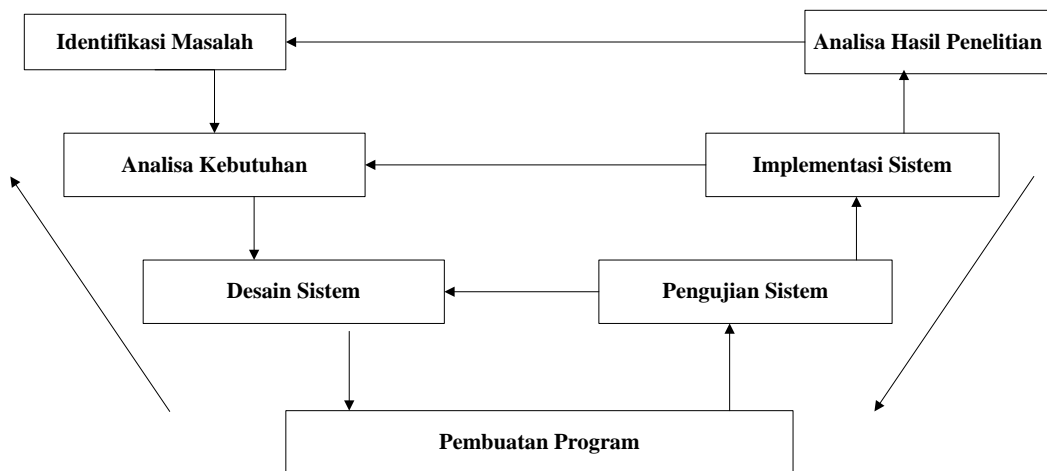 Identifikasi Masalah
Analisa Hasil Penelitian
Analisa Kebutuhan
Implementasi Sistem
Desain Sistem
Pengujian Sistem
Pembuatan Program